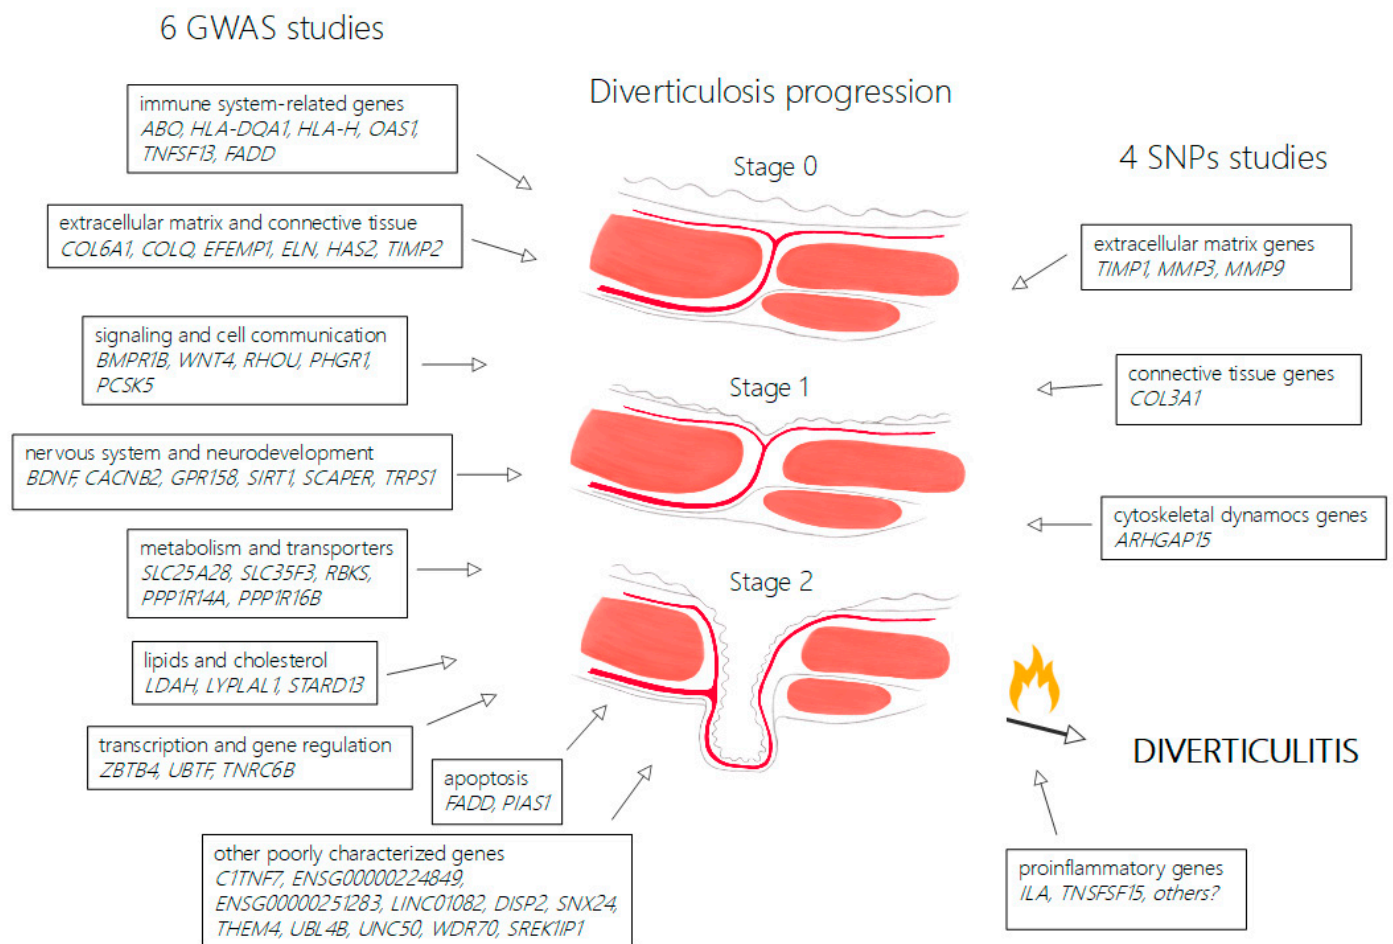 6 GWAS studies
immune system-related genes
ABO, HLA-DQA1, HLA-H, OAS1,
TNFSF13, FADD
extracellular matrix and connective tissue
COL6A1, COLQ, EFEMP1, ELN, HAS2, TIMP2
signaling and cell communication
BMPR1B, WNT4, RHOU, PHGR1,
PCSK5
nervous system and neurodevelopment
BDNF, CACNB2, GPR158, SIRT1, SCAPER, TRPS1
metabolism and transporters
SLC25A28, SLC35F3, RBKS,
PPP1R14A, PPP1R16B
lipids and cholesterol
LDAH, LYPLAL1, STARD13
transcription and gene regulation
ZBTB4, UBTF, TNRC6B
apoptosis
FADD, PIAS1
other poorly characterized genes
C1TNF7, ENSG00000224849,
ENSG00000251283, LINC01082, DISP2, SNX24,
THEM4, UBL4B, UNC50, WDR70, SREK1IP1
Diverticulosis progression
Stage 0
Stage 1
Stage 2
4 SNPs studies
extracellular matrix genes
TIMP1, MMP3, MMP9
connective tissue genes
COL3A1
cytoskeletal dynamocs genes
ARHGAP15
DIVERTICULITIS
proinflammatory genes
ILA, TNSFSF15, others?